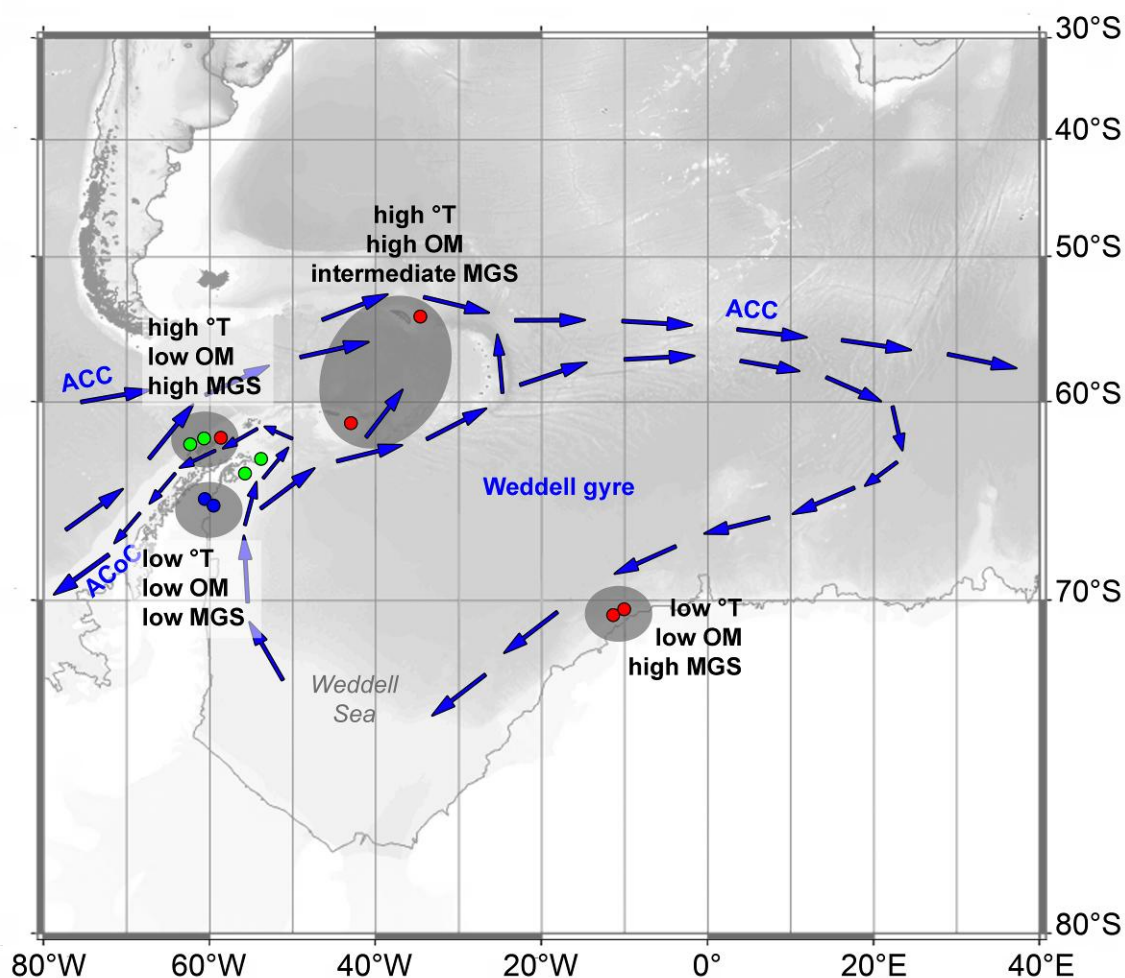 30°S
40°S
high °T
high OM
intermediate MGS
50°S
ACC
high °T
low OM
high MGS
ACC
60°S
Weddell gyre
ACoC
low °T
low OM
low MGS
70°S
low °T
low OM
high MGS
Weddell
Sea
80°S
80°W
60°W
40°W
20°W
0°
20°E
40°E